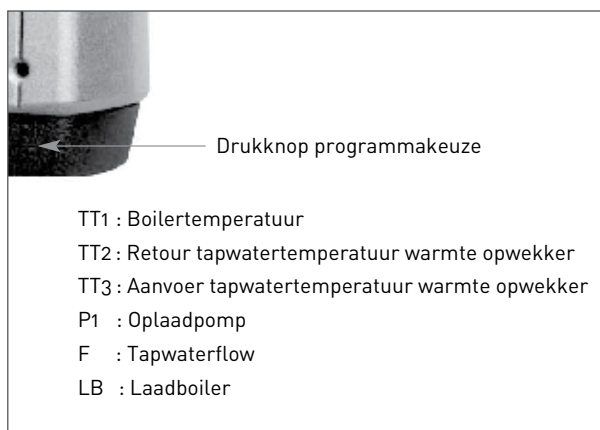 Drukknop programmakeuze
TT1 : Boilertemperatuur
TT2 : Retour tapwatertemperatuur warmte opwekker
TT3 : Aanvoer tapwatertemperatuur warmte opwekker
P1 : Oplaadpomp
F : Tapwaterflow
LB : Laadboiler